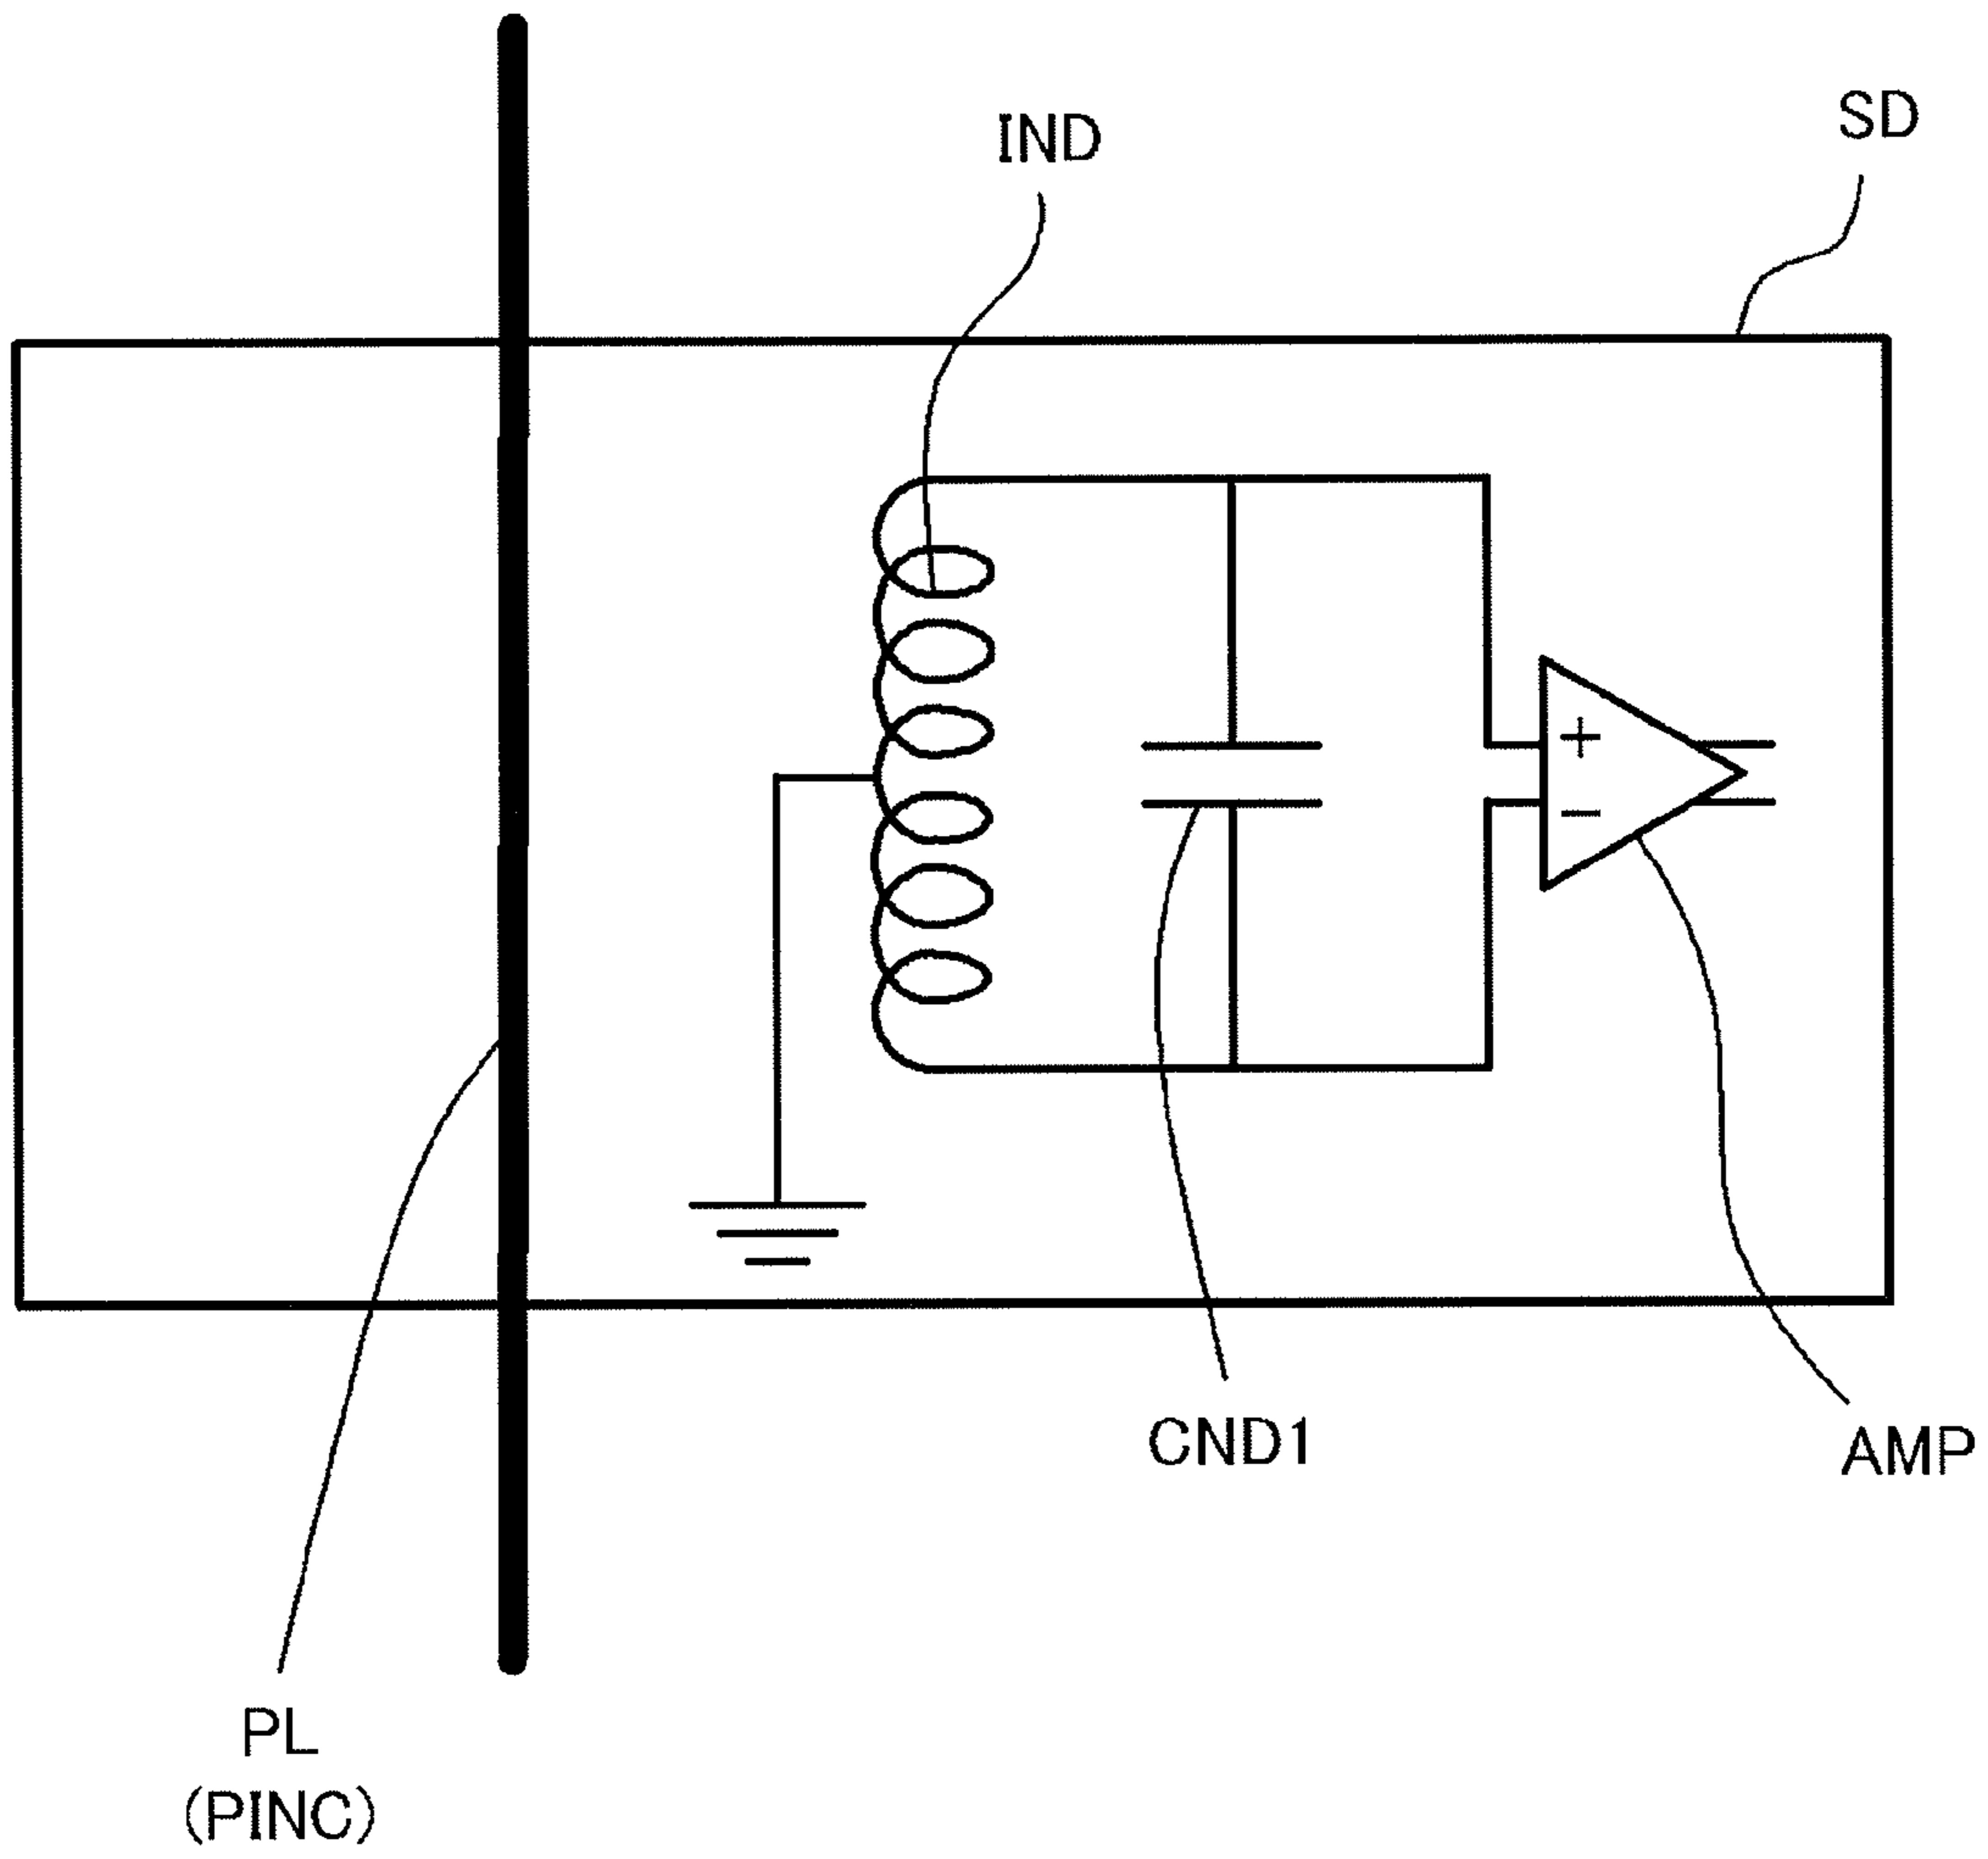 SD
IND
+
−
CND1
AMP
PL
(PINC)